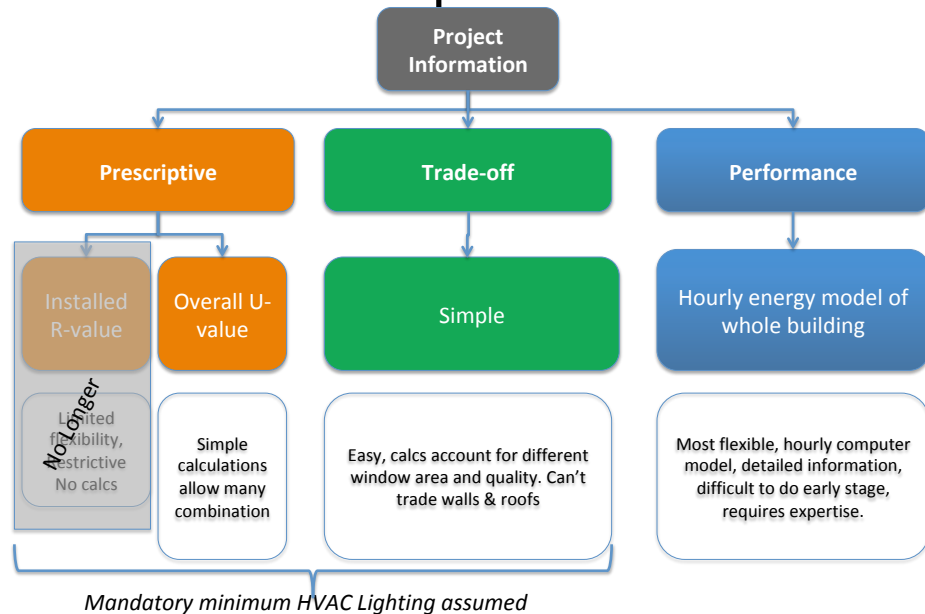 Project
Information
Prescriptive
Trade-off
Performance
Installed
R-value
Overall U-
value
Simple
Hourly energy model of
whole building
No Longer
Limited
flexibility,
restrictive
No calcs
Simple
calculations
allow many
combination
Easy, calcs account for different
window area and quality. Can't
trade walls & roofs
Most flexible, hourly computer
model, detailed information,
difficult to do early stage,
requires expertise.
Mandatory minimum HVAC Lighting assumed